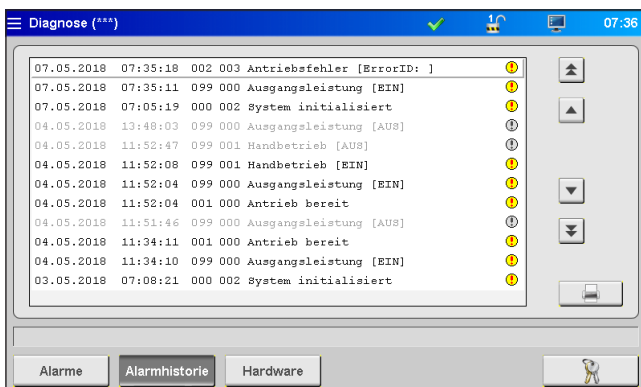 Diagnose (***) 07:36
07.05.2018 07:35:18 002 003 Antriebsfehler [ErrorID: ]
07.05.2018 07:35:11 099 000 Ausgangsleistung [EIN]
07.05.2018 07:05:19 000 002 System initialisiert
04.05.2018 13:48:03 099 000 Ausgangsleistung [AUS]
04.05.2018 11:52:47 099 001 Handbetrieb [AUS]
04.05.2018 11:52:08 099 001 Handbetrieb [EIN]
04.05.2018 11:52:04 099 000 Ausgangsleistung [EIN]
04.05.2018 11:52:04 001 000 Antrieb bereit
04.05.2018 11:51:46 099 000 Ausgangsleistung [AUS]
04.05.2018 11:34:11 001 000 Antrieb bereit
04.05.2018 11:34:10 099 000 Ausgangsleistung [EIN]
03.05.2018 07:08:21 000 002 System initialisiert
Alarme Alarmhistorie Hardware